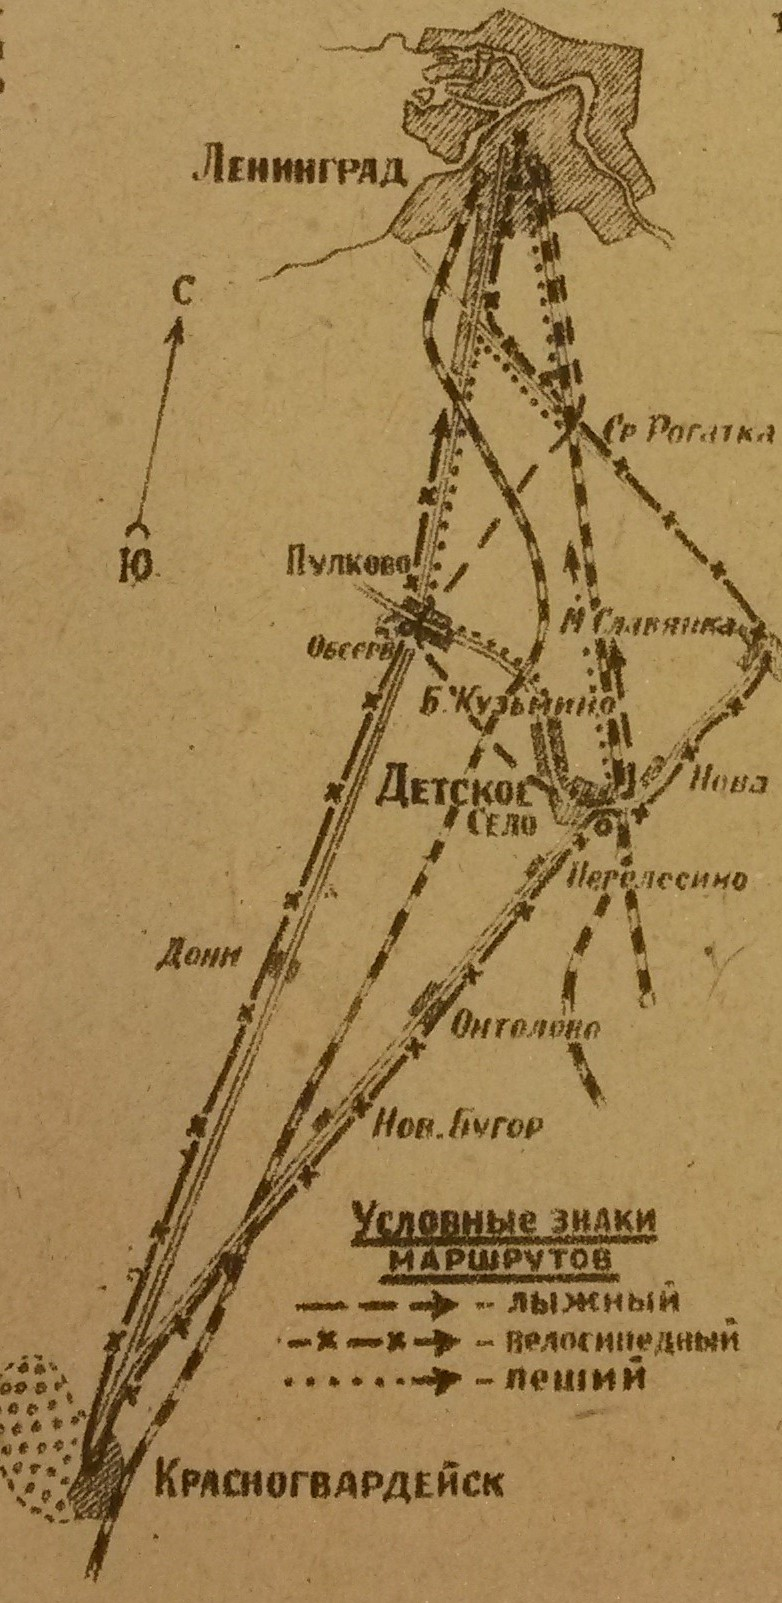 Ленинград
С
Ю
Ср. Рогатка
Пулково
Обсерв.
М. Славянка
Б. Кузьмино
Детское
Село
Нова
Перелесино
Дони
Онтолово
Нов. Бугор
Условные знаки
маршрутов
- лыжный
- велосипедный
- пеший
Красногвардейск